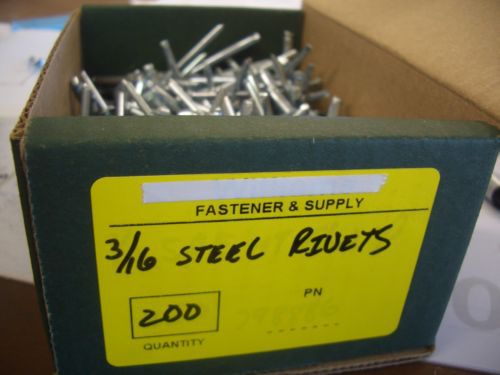 FASTENER & SUPPLY
3/16 STEEL RIVETS
PN
200
QUANTITY